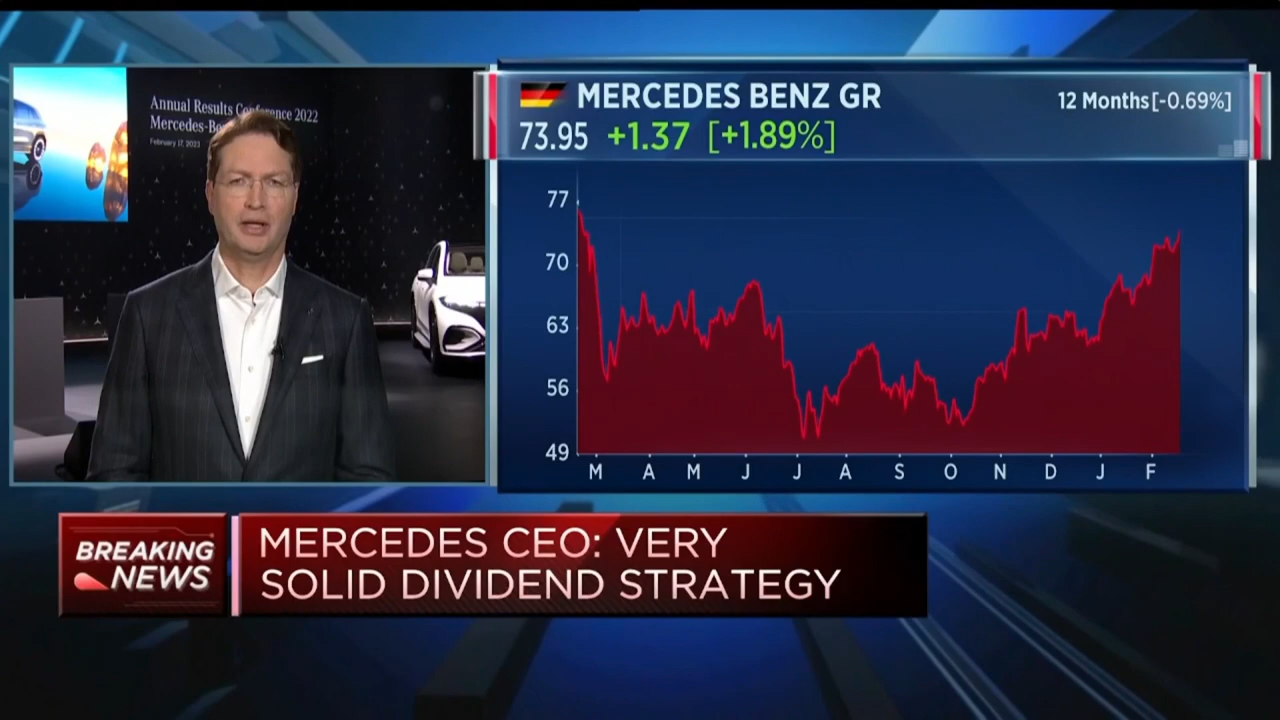 Annual Results Conference 2022
Mercedes-Be
February 17, 2023
MERCEDES BENZ GR
12 Months[-0.69%]
73.95 +1.37 [+1.89%]
77
70
63
56
49
M A M J J A S O N D J F
BREAKING
NEWS
MERCEDES CEO: VERY
SOLID DIVIDEND STRATEGY